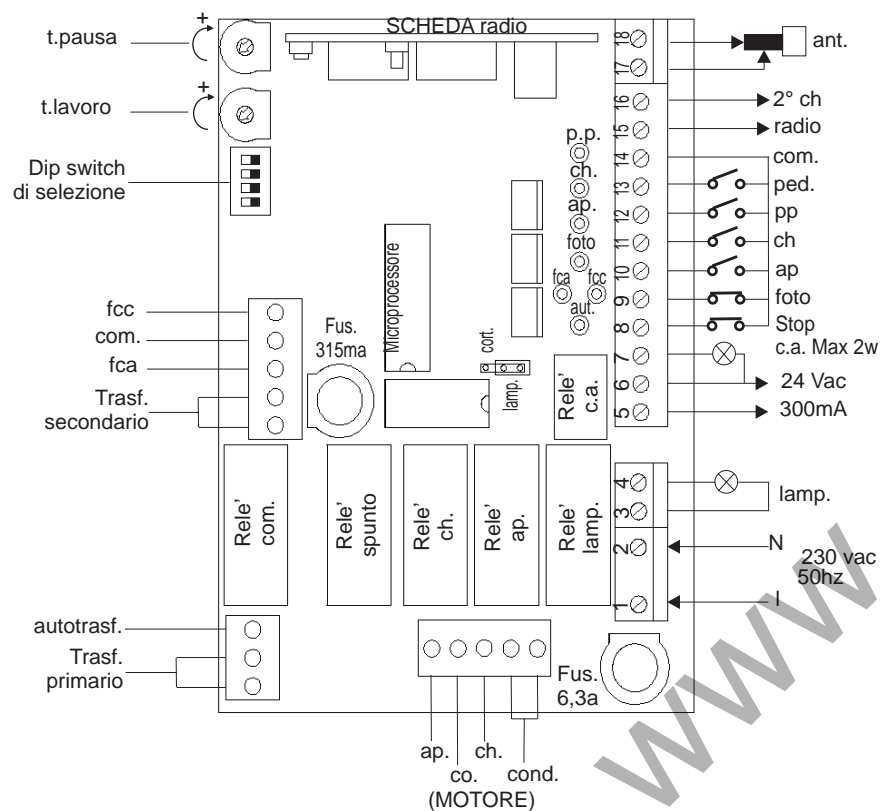 SCHEDA radio
t.pausa
+
t.lavoro
+
Dip switch
di selezione
18
17
16
15
14
13
12
11
10
9
8
7
6
5
ant.
2° ch
radio
com.
ped.
pp
ch
ap
foto
Stop
c.a. Max 2w
24 Vac
300mA
p.p.
ch.
ap.
foto
fca
fcc
aut.
Microprocessore
cort.
lamp.
fcc
com.
fca
Trasf.
secondario
Fus.
315ma
Rele'
c.a.
Rele'
com.
Rele'
spunto
Rele'
ch.
Rele'
ap.
Rele'
lamp.
4
3
2
1
lamp.
N
230 vac
50hz
l
autotrasf.
Trasf.
primario
Fus.
6,3a
ap.
co.
ch.
cond.
(MOTORE)
www